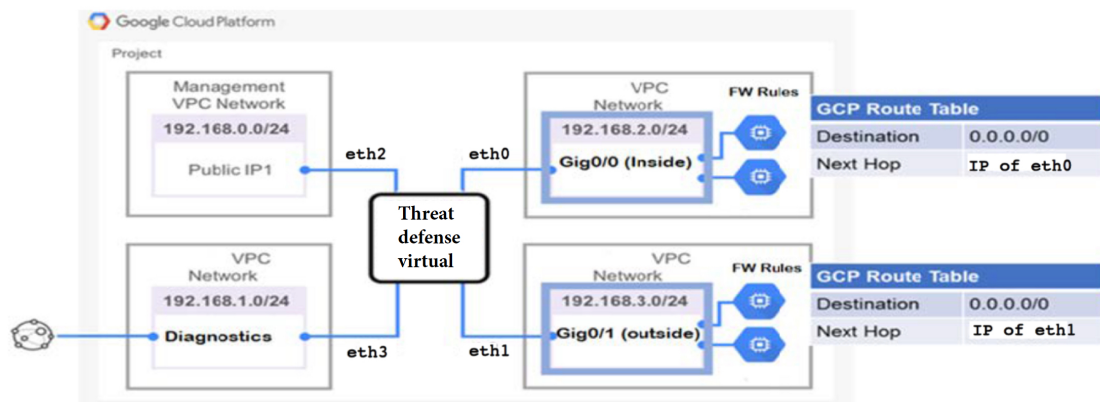 Google Cloud Platform
Project
Management
VPC Network
192.168.0.0/24
Public IP1
eth2
eth0
VPC
Network
192.168.2.0/24
Gig0/0 (Inside)
FW Rules
GCP Route Table
Destination 0.0.0.0/0
Next Hop IP of eth0
Threat
defense
virtual
VPC
Network
192.168.1.0/24
Diagnostics
eth3
eth1
VPC
Network
192.168.3.0/24
Gig0/1 (outside)
FW Rules
GCP Route Table
Destination 0.0.0.0/0
Next Hop IP of eth1